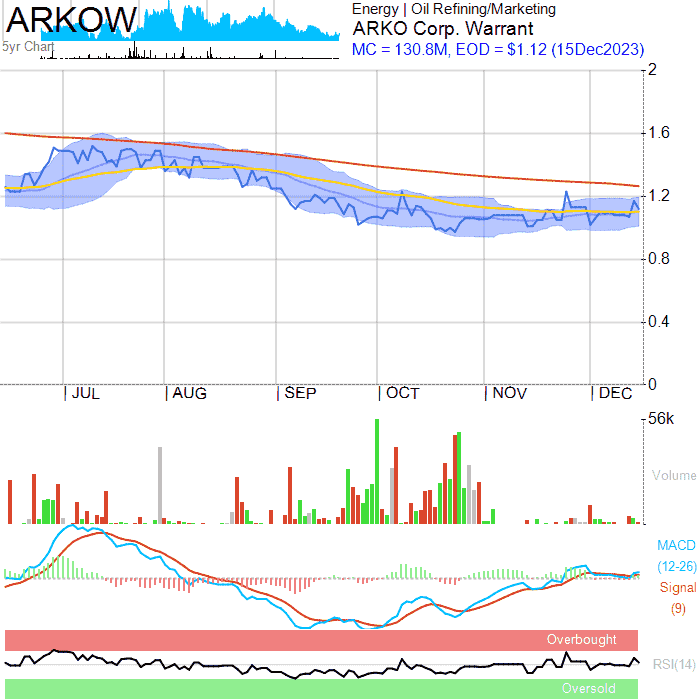 ARKOW
5yr Chart
Energy | Oil Refining/Marketing
ARKO Corp. Warrant
MC = 130.8M, EOD = $1.12 (15Dec2023)
2
1.6
1.2
0.8
0.4
0
JUL AUG SEP OCT NOV DEC
56k
Volume
MACD
(12-26)
Signal
(9)
Overbought
RSI(14)
Oversold